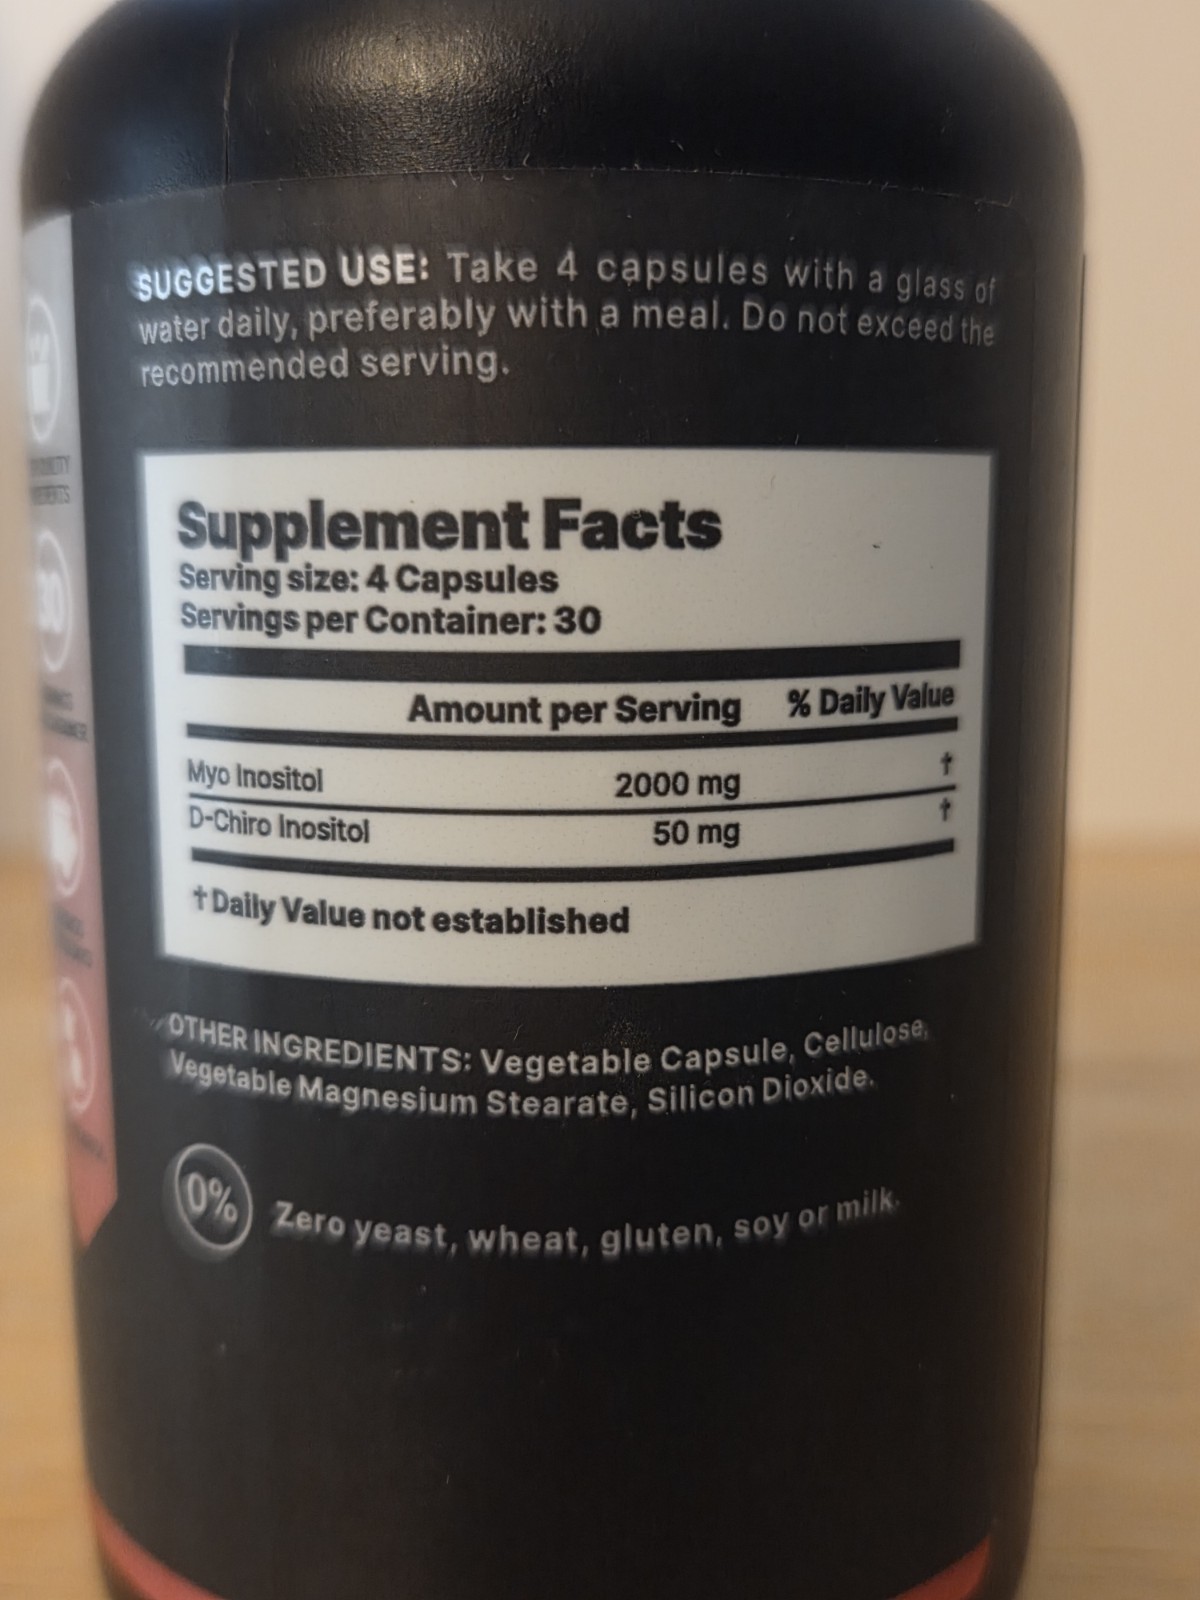 SUGGESTED USE: Take 4 capsules with a glass of
water daily, preferably with a meal. Do not exceed the
recommended serving.
Supplement Facts
Serving size: 4 Capsules
Servings per Container: 30
Amount per Serving % Daily Value
Myo Inositol 2000 mg †
D-Chiro Inositol 50 mg †
† Daily Value not established
OTHER INGREDIENTS: Vegetable Capsule, Cellulose,
Vegetable Magnesium Stearate, Silicon Dioxide.
0% Zero yeast, wheat, gluten, soy or milk.
30